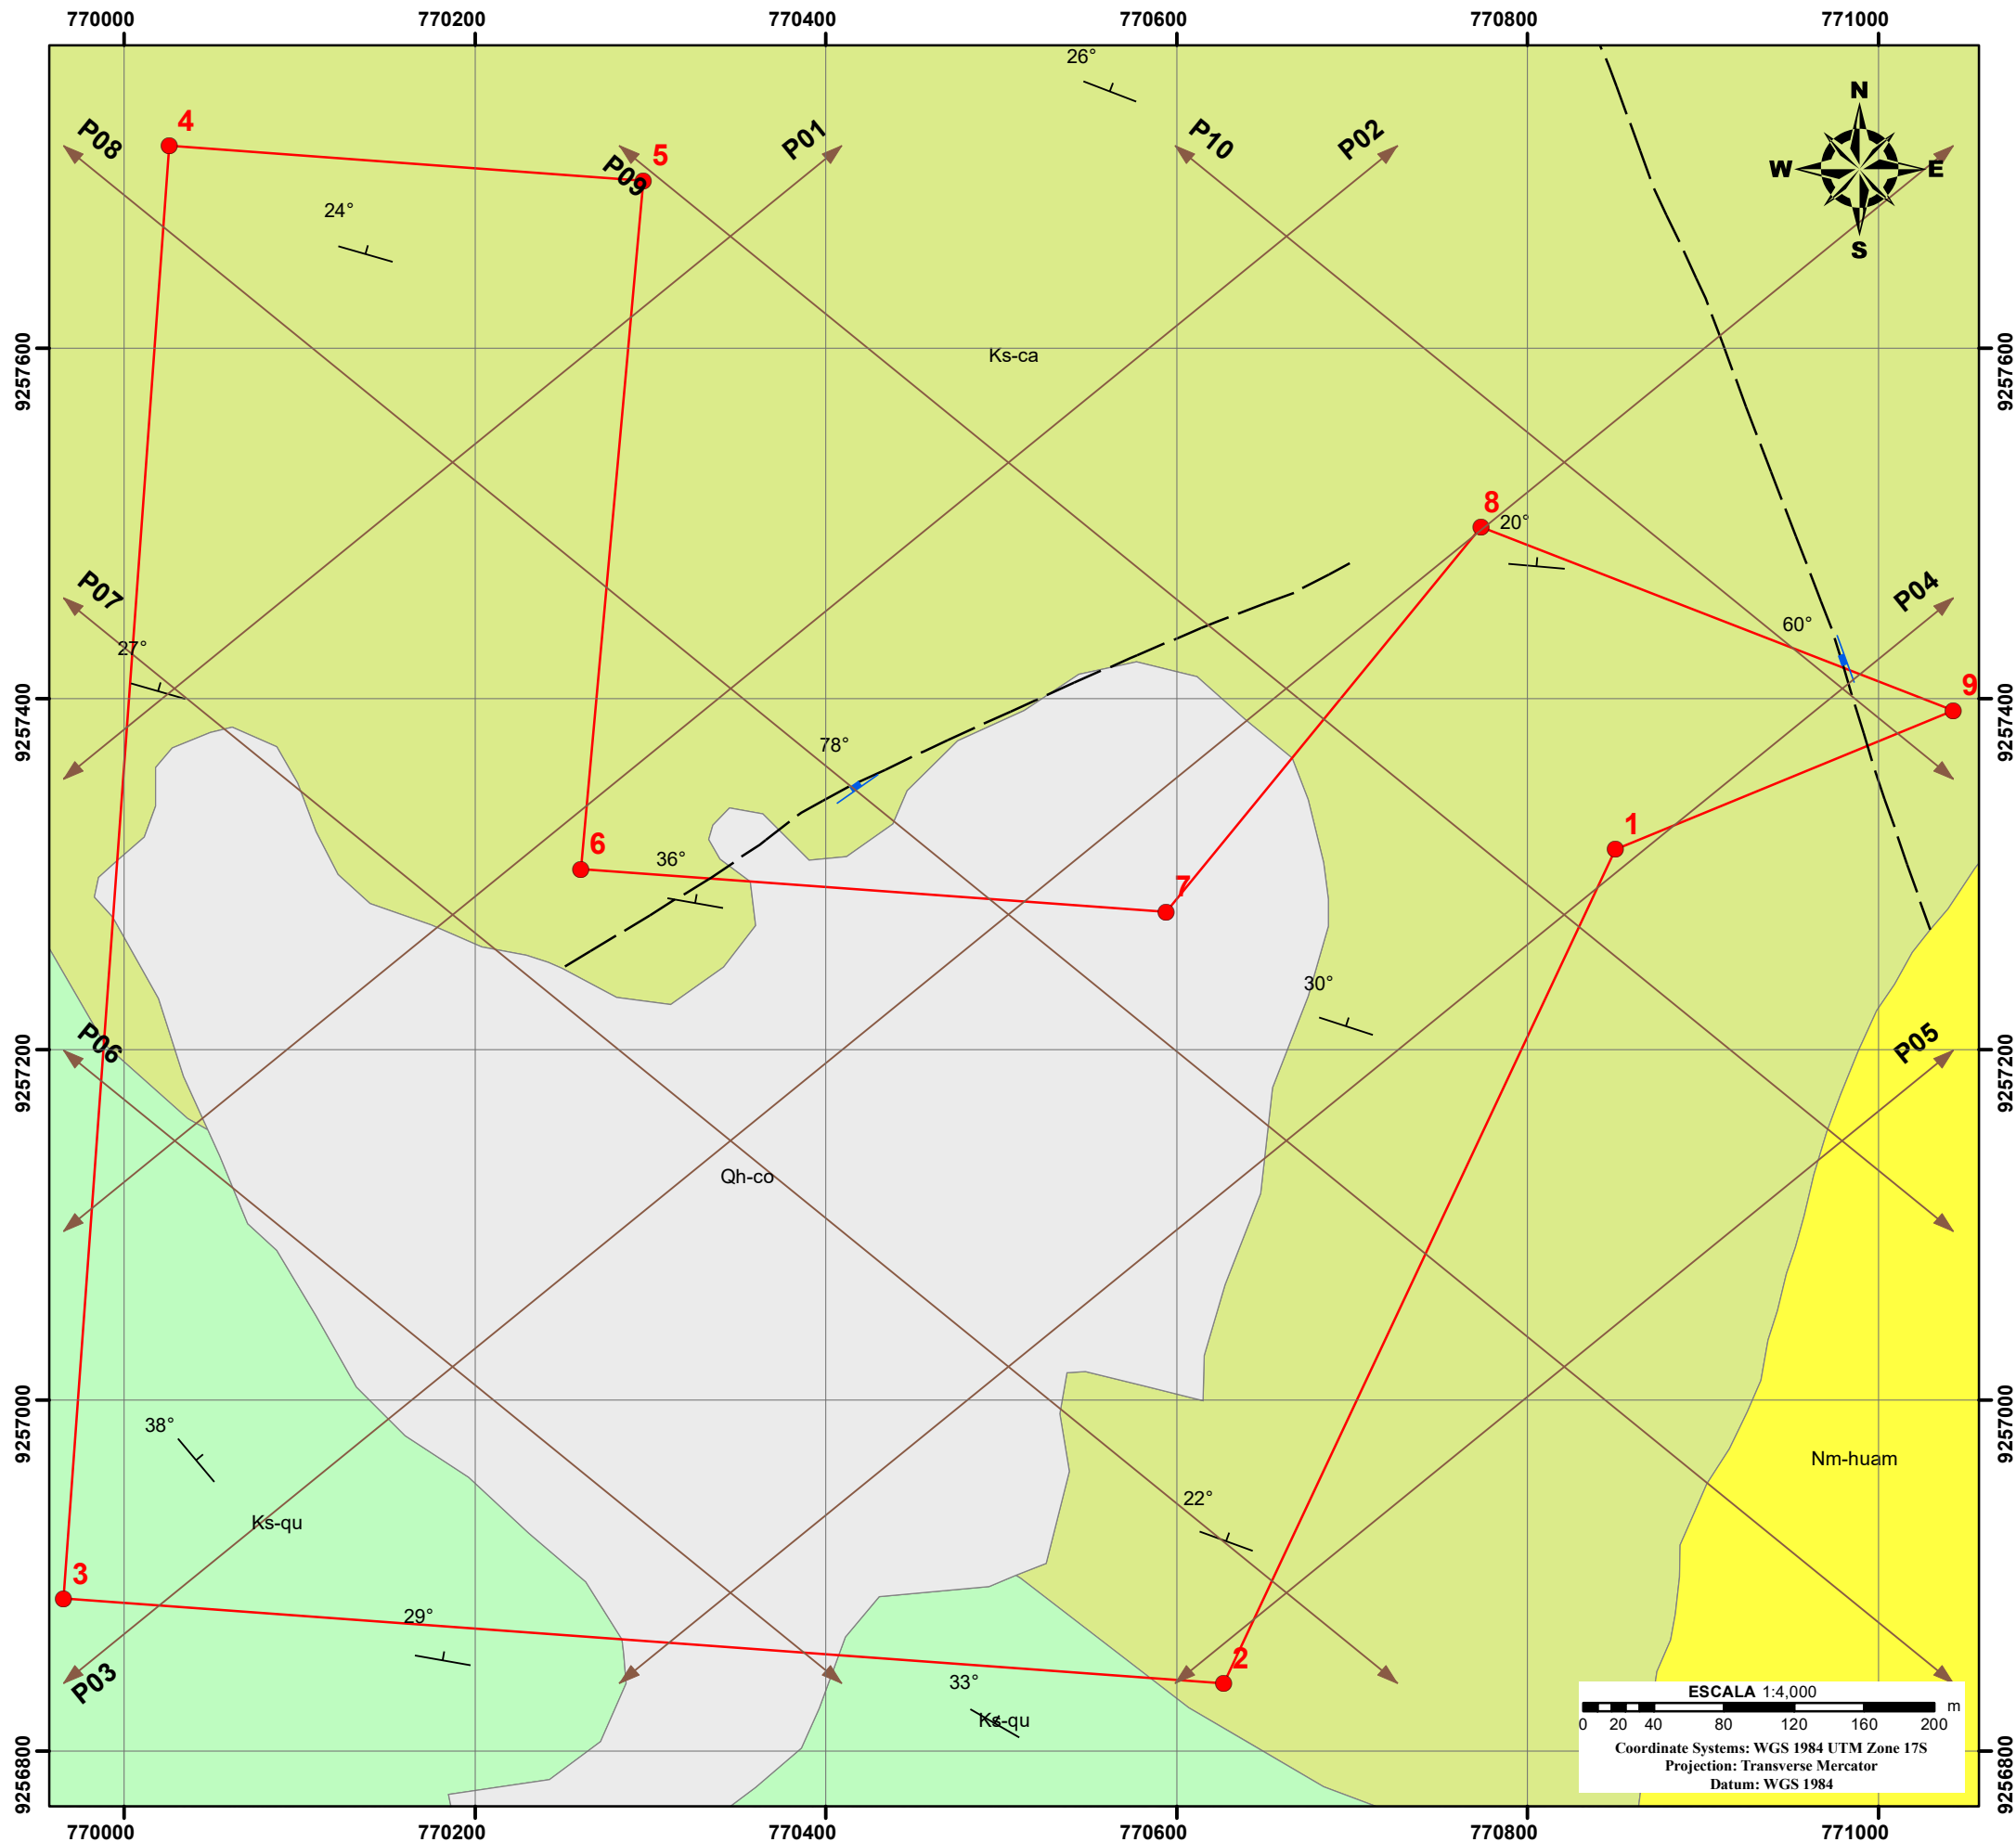 770000 770200 770400 770600 770800 771000
26°
N
4 P08 P01 P10 P02
5
P09
W E
24°
S
9257600 Ks-ca 9257600
8
20°
P07 P04
60°
27°
9257400 9
9257400
78°
1
6
36°
7
30°
P06 P05
9257200 9257200
Qh-co
9257000 9257000
38°
Nm-huam
22°
Ks-qu
3
29°
2
P03 33°
Ks-qu
ESCALA 1:4,000
m
0 20 40 80 120 160 200
Coordinate Systems: WGS 1984 UTM Zone 17S
Projection: Transverse Mercator
Datum: WGS 1984
9256800 9256800
770000 770200 770400 770600 770800 771000